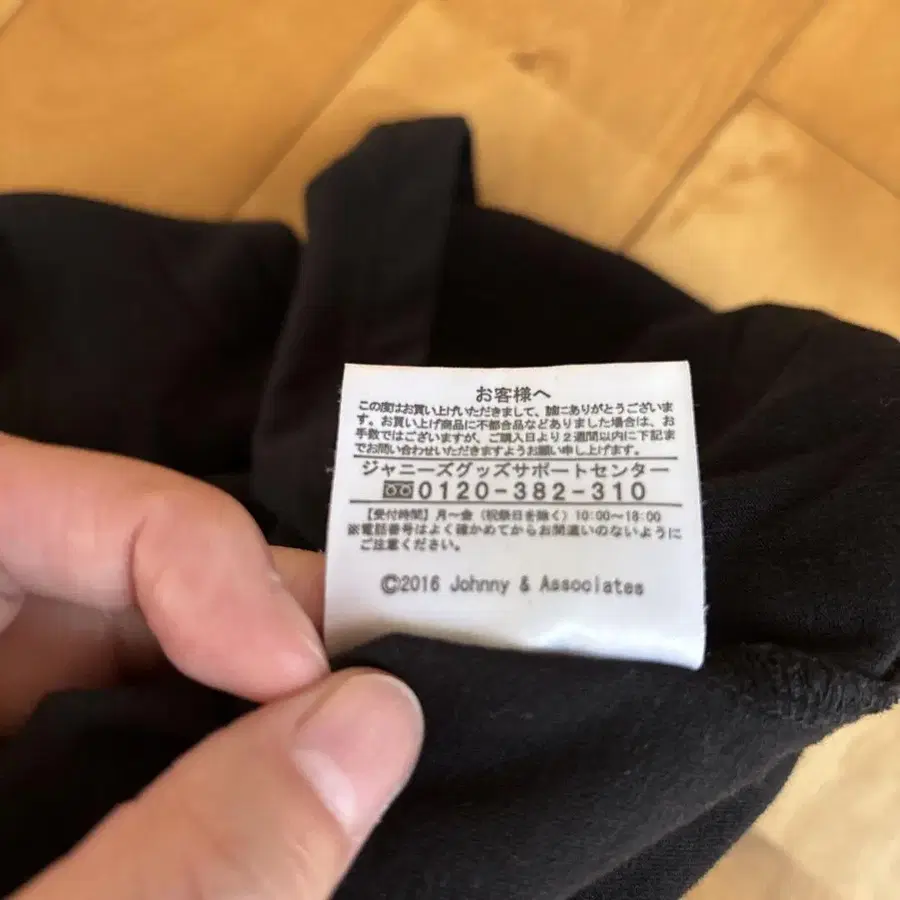 お客様へ
この度はお買い上げいただきまして、誠にありがとうございま
す。お買い上げ商品に不都合品などありました場合は、お
手数ではございますが、ご購入日より２週間以内に下記ま
でお問い合わせいただきますようお願い申し上げます。
ジャニーズグッズサポートセンター
0120-382-310
【受付時間】月～金（祝祭日を除く）10:00～18:00
※電話番号はよく確かめてからお間違いのないように
ご注意ください。
©2016 Johnny & Associates